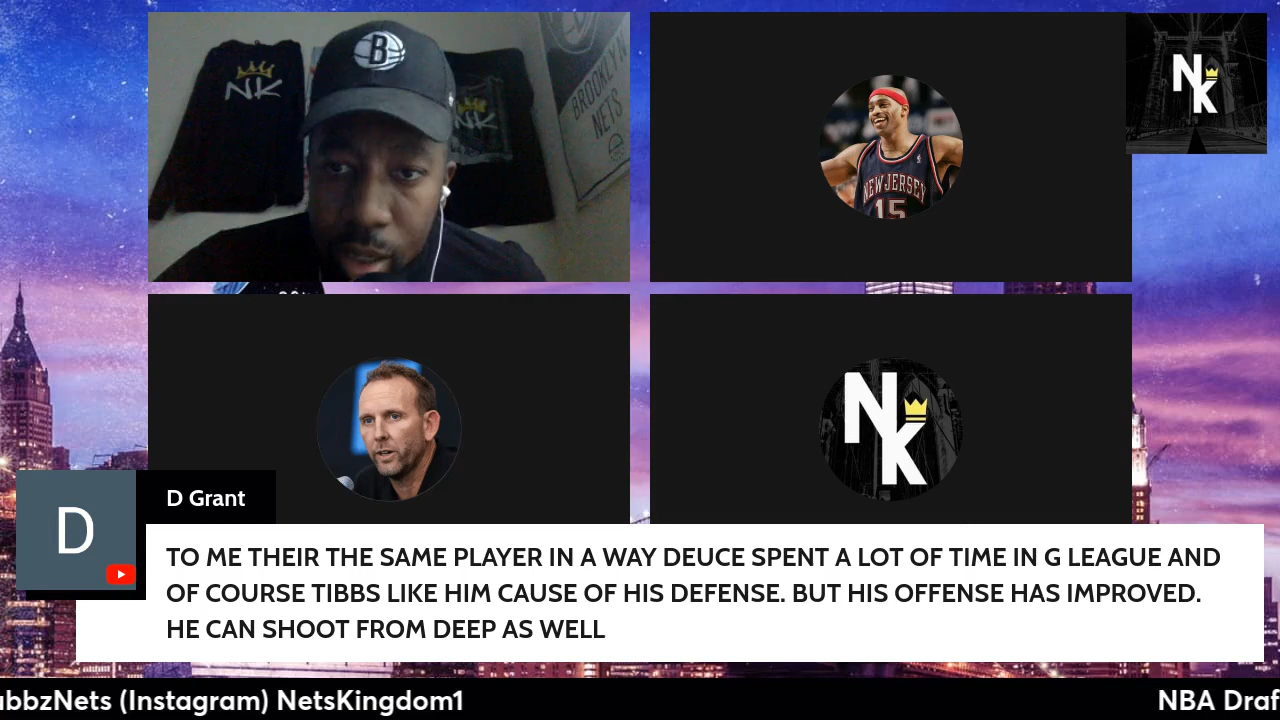 NK
B
NK
BROOKLYN
NETS
NEW JERSEY
15
NK
NK
D
D Grant
TO ME THEIR THE SAME PLAYER IN A WAY DEUCE SPENT A LOT OF TIME IN G LEAGUE AND
OF COURSE TIBBS LIKE HIM CAUSE OF HIS DEFENSE. BUT HIS OFFENSE HAS IMPROVED.
HE CAN SHOOT FROM DEEP AS WELL
abbzNets (Instagram) NetsKingdom1
NBA Draf